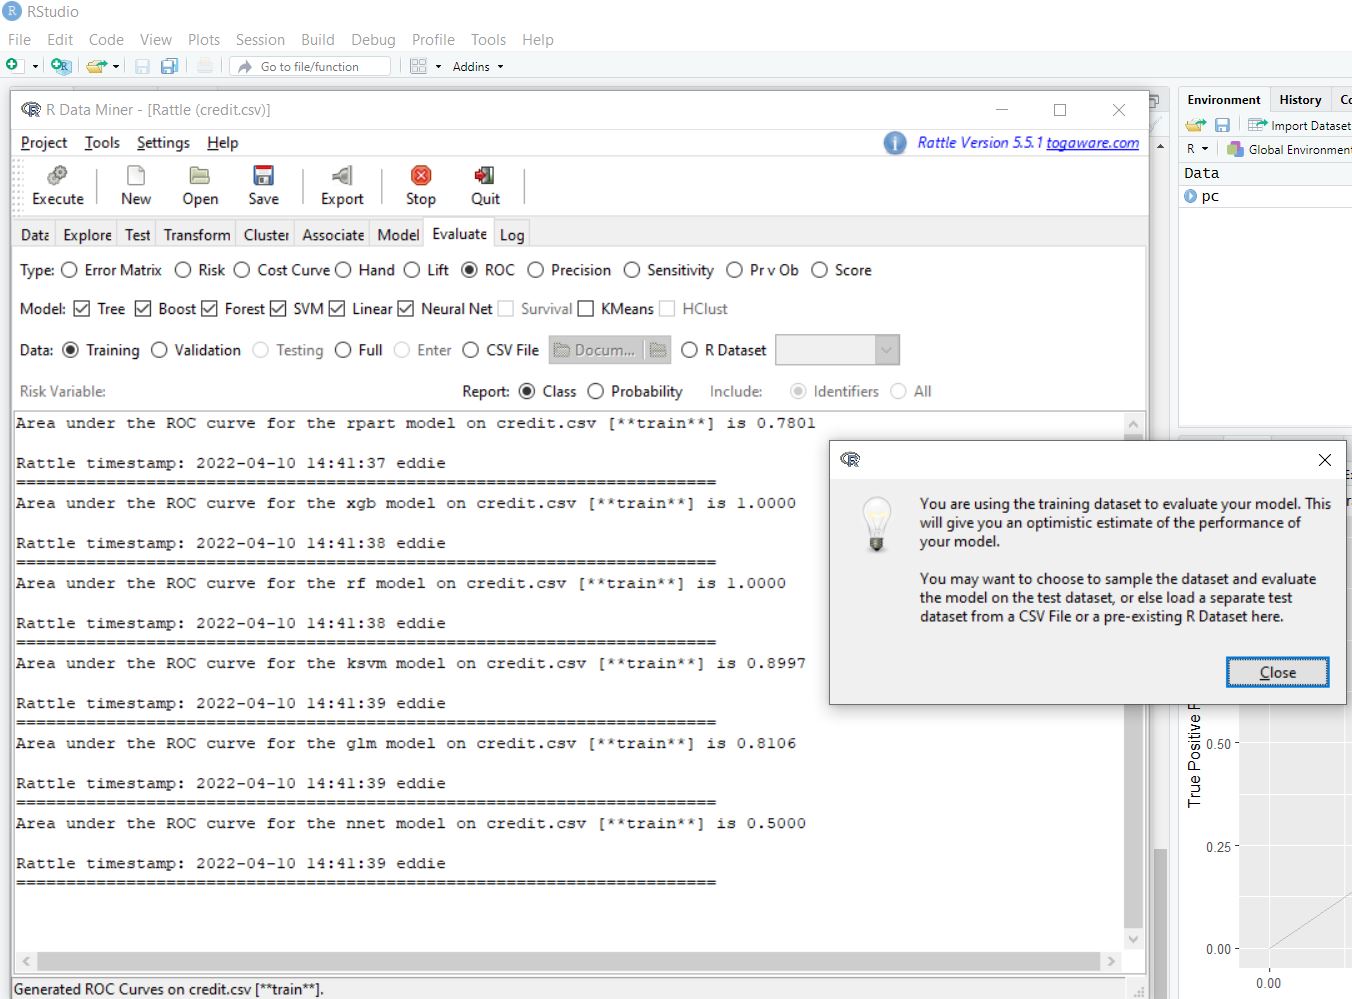 RStudio
File Edit Code View Plots Session Build Debug Profile Tools Help
Go to file/function Addins
R Data Miner - [Rattle (credit.csv)]
Project Tools Settings Help
Rattle Version 5.5.1 togaware.com
Execute New Open Save Export Stop Quit
Data Explore Test Transform Cluster Associate Model Evaluate Log
Type: Error Matrix Risk Cost Curve Hand Lift ROC Precision Sensitivity Pr v Ob Score
Model: Tree Boost Forest SVM Linear Neural Net Survival KMeans HClust
Data: Training Validation Testing Full Enter CSV File Docum... R Dataset
Risk Variable: Report: Class Probability Include: Identifiers All
Area under the ROC curve for the rpart model on credit.csv [**train**] is 0.7801
Rattle timestamp: 2022-04-10 14:41:37 eddie
======================================================================
Area under the ROC curve for the xgb model on credit.csv [**train**] is 1.0000
Rattle timestamp: 2022-04-10 14:41:38 eddie
======================================================================
Area under the ROC curve for the rf model on credit.csv [**train**] is 1.0000
Rattle timestamp: 2022-04-10 14:41:38 eddie
======================================================================
Area under the ROC curve for the ksvm model on credit.csv [**train**] is 0.8997
Rattle timestamp: 2022-04-10 14:41:39 eddie
======================================================================
Area under the ROC curve for the glm model on credit.csv [**train**] is 0.8106
Rattle timestamp: 2022-04-10 14:41:39 eddie
======================================================================
Area under the ROC curve for the nnet model on credit.csv [**train**] is 0.5000
Rattle timestamp: 2022-04-10 14:41:39 eddie
======================================================================
Generated ROC Curves on credit.csv [**train**].
You are using the training dataset to evaluate your model. This
will give you an optimistic estimate of the performance of
your model.
You may want to choose to sample the dataset and evaluate
the model on the test dataset, or else load a separate test
dataset from a CSV File or a pre-existing R Dataset here.
Close
Environment History Co
Import Dataset
R Global Environment
Data
pc
True Positive
0.50
0.25
0.00
0.00